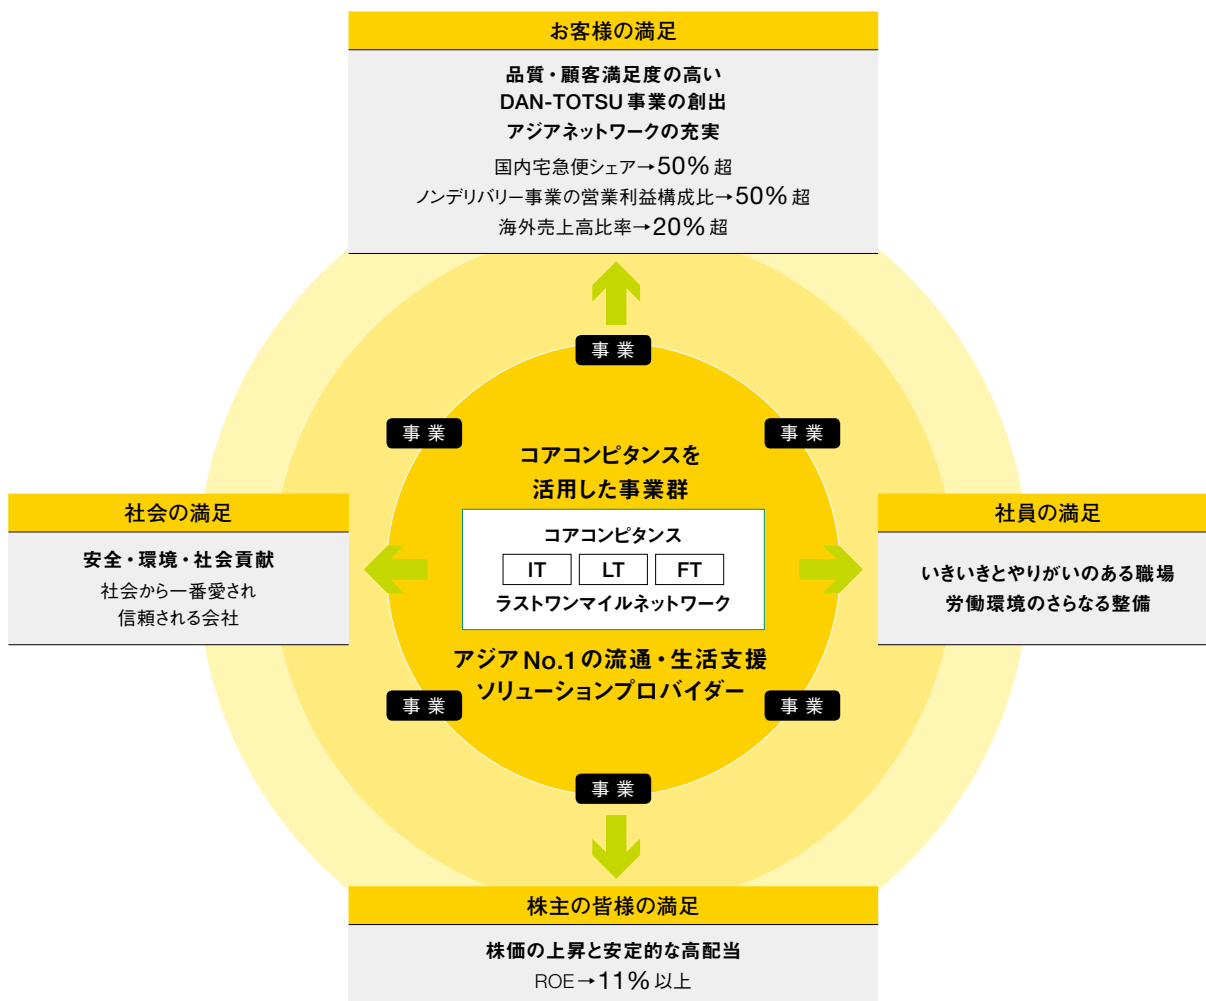 お客様の満足
品質・顧客満足度の高い
DAN-TOTSU事業の創出
アジアネットワークの充実
国内宅急便シェア→50%超
ノンデリバリー事業の営業利益構成比→50%超
海外売上高比率→20%超
事業
事業
事業
コアコンピタンスを
活用した事業群
コアコンピタンス
IT LT FT
ラストワンマイルネットワーク
アジアNo.1の流通・生活支援
ソリューションプロバイダー
社会の満足
安全・環境・社会貢献
社会から一番愛され
信頼される会社
社員の満足
いきいきとやりがいのある職場
労働環境のさらなる整備
事業
事業
事業
株主の皆様の満足
株価の上昇と安定的な高配当
ROE→11%以上